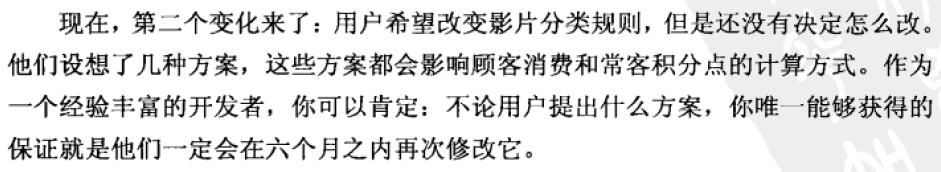 现在，第二个变化来了：用户希望改变影片分类规则，但是还没有决定怎么改。
他们设想了几种方案，这些方案都会影响顾客消费和常客积分点的计算方式。作为
一个经验丰富的开发者，你可以肯定：不论用户提出什么方案，你唯一能够获得的
保证就是他们一定会在六个月之内再次修改它。